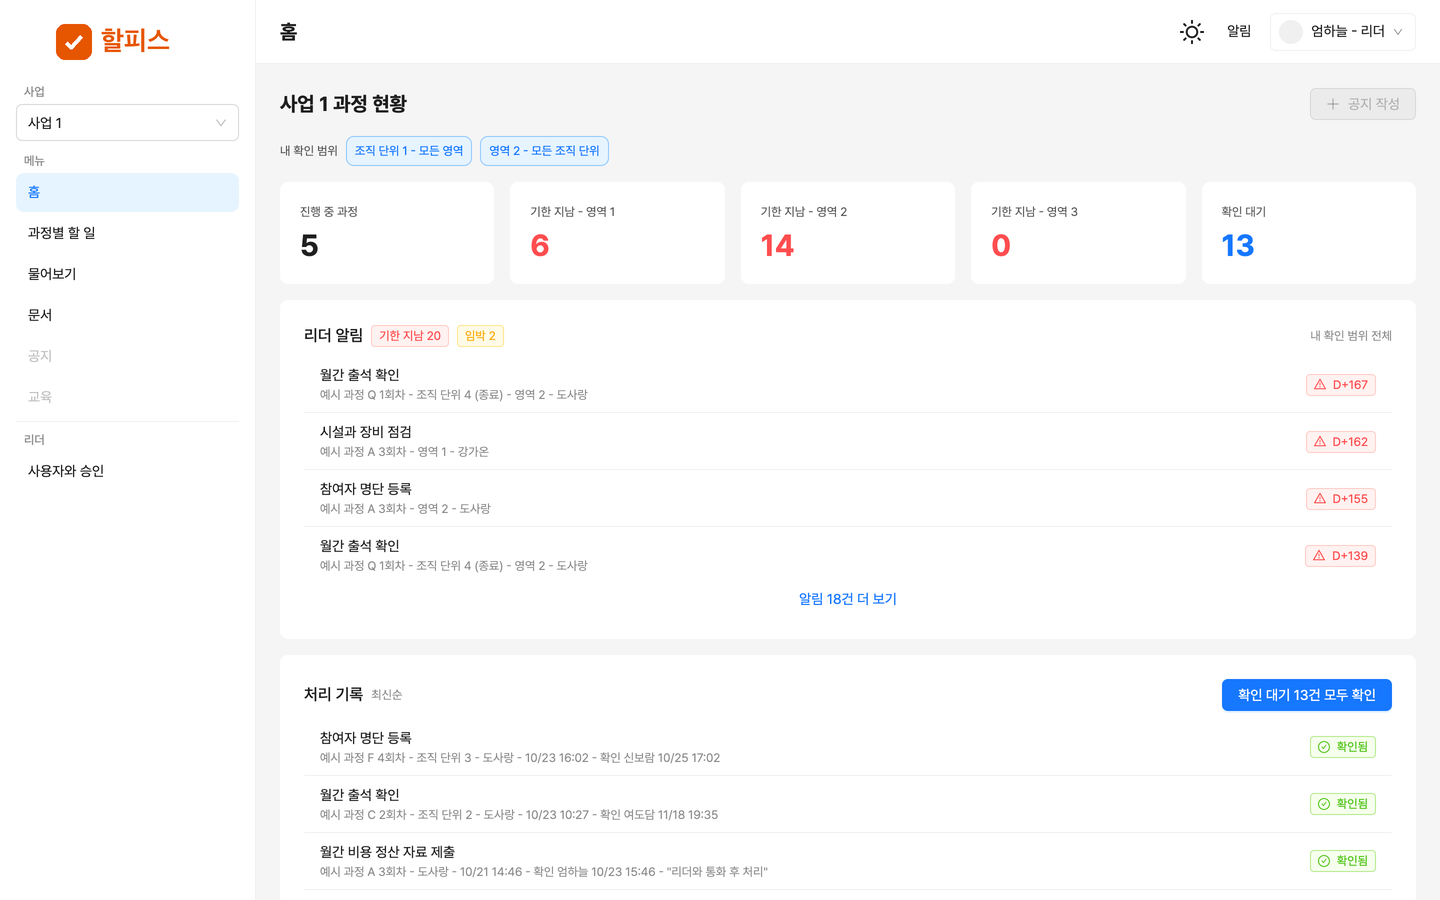 할피스
사업
사업 1
메뉴
홈
과정별 할 일
물어보기
문서
공지
교육
리더
사용자와 승인
홈
알림
엄하늘 - 리더
사업 1 과정 현황
공지 작성
내 확인 범위
조직 단위 1 - 모든 영역
영역 2 - 모든 조직 단위
진행 중 과정
5
기한 지남 - 영역 1
6
기한 지남 - 영역 2
14
기한 지남 - 영역 3
0
확인 대기
13
리더 알림
기한 지남 20
임박 2
내 확인 범위 전체
월간 출석 확인
예시 과정 Q 1회차 - 조직 단위 4 (종료) - 영역 2 - 도사랑
D+167
시설과 장비 점검
예시 과정 A 3회차 - 영역 1 - 강가온
D+162
참여자 명단 등록
예시 과정 A 3회차 - 영역 2 - 도사랑
D+155
월간 출석 확인
예시 과정 Q 1회차 - 조직 단위 4 (종료) - 영역 2 - 도사랑
D+139
알림 18건 더 보기
처리 기록 최신순
확인 대기 13건 모두 확인
참여자 명단 등록
예시 과정 F 4회차 - 조직 단위 3 - 도사랑 - 10/23 16:02 - 확인 신보람 10/25 17:02
확인됨
월간 출석 확인
예시 과정 C 2회차 - 조직 단위 2 - 도사랑 - 10/23 10:27 - 확인 여도담 11/18 19:35
확인됨
월간 비용 정산 자료 제출
예시 과정 A 3회차 - 도사랑 - 10/21 14:46 - 확인 엄하늘 10/23 15:46 - "리더와 통화 후 처리"
확인됨